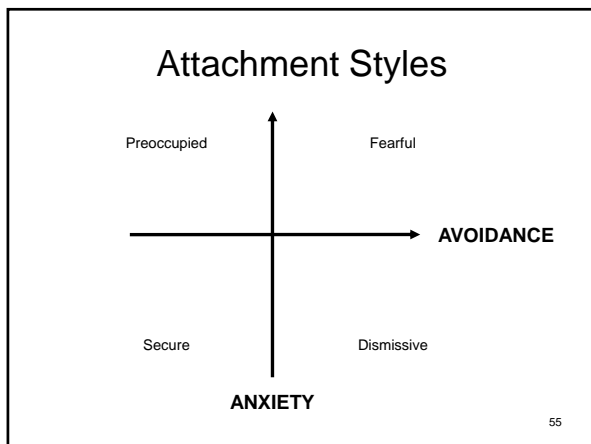 Attachment Styles
Preoccupied Fearful
AVOIDANCE
Secure Dismissive
ANXIETY
55